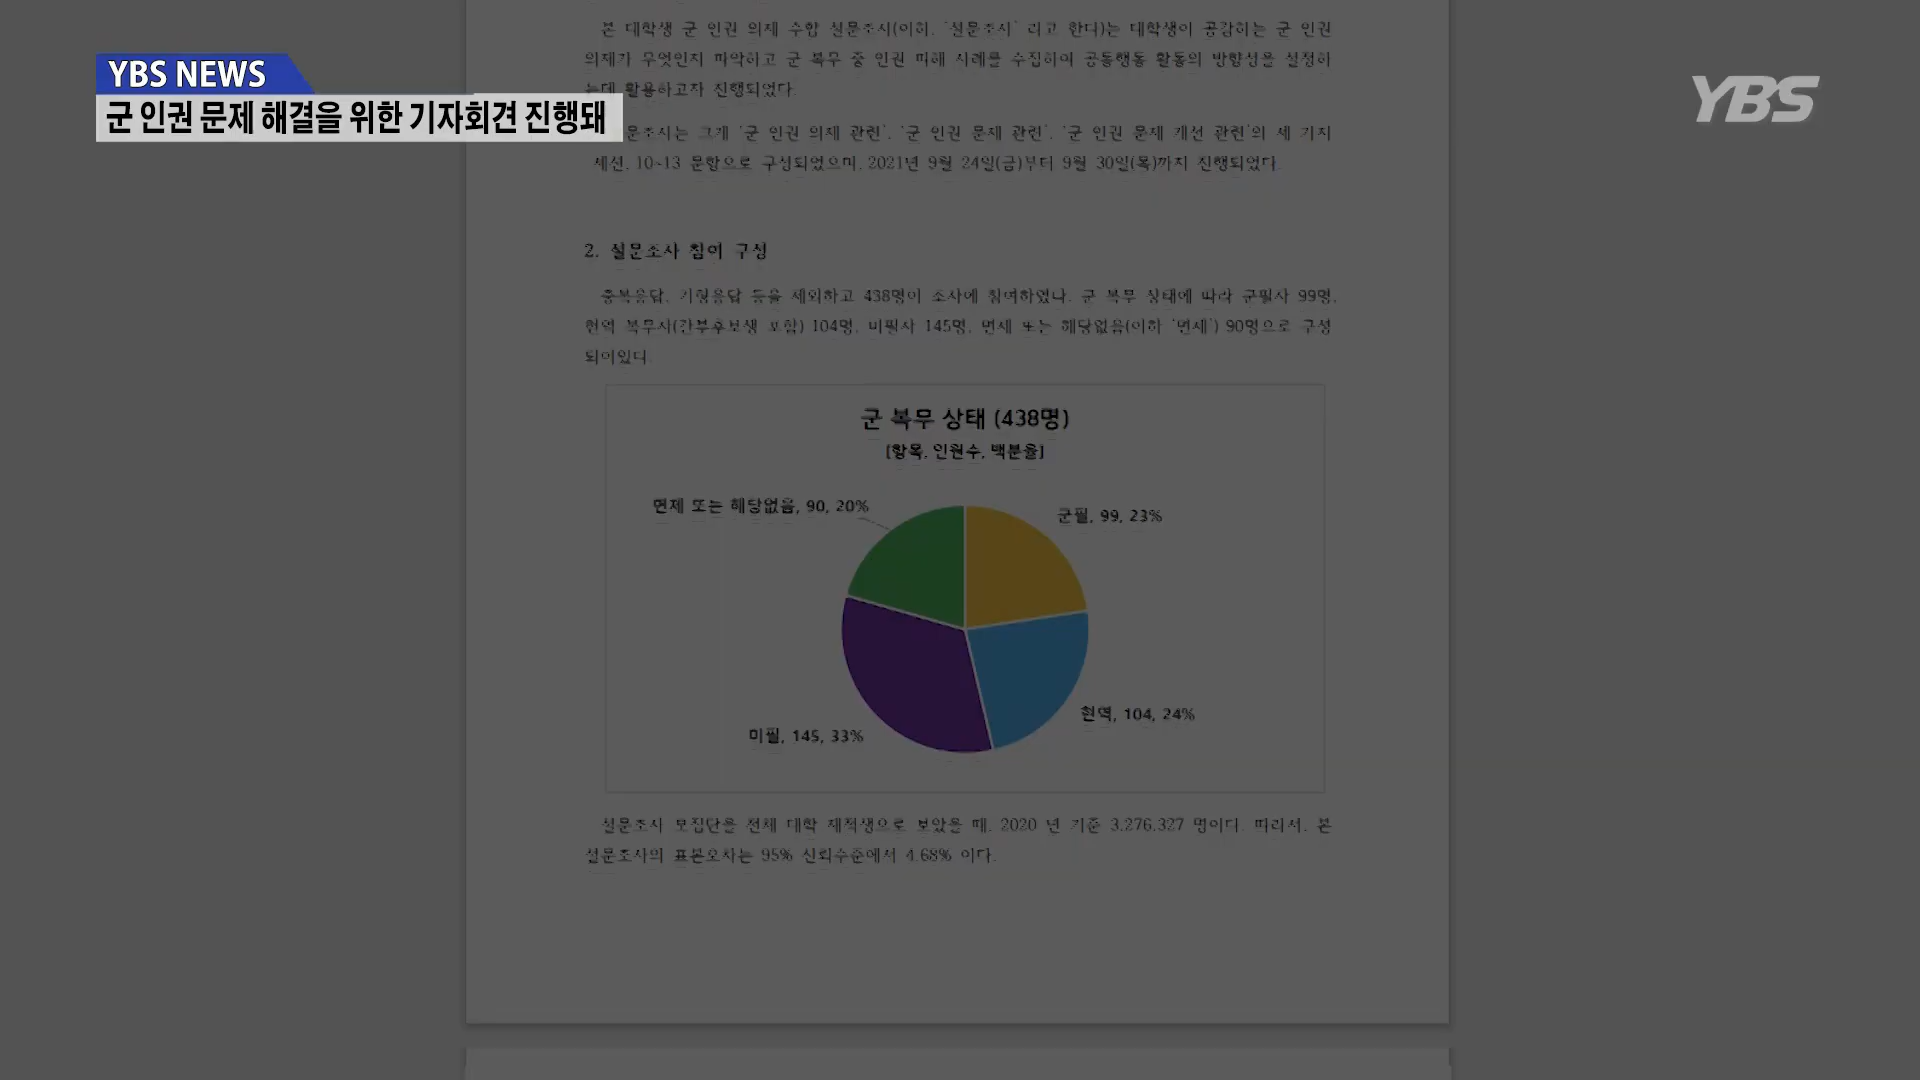 본 대학생 군 인권 의제 수합 설문조사(이하, '설문조사' 라고 한다)는 대학생이 공감하는 군 인권
의제가 무엇인지 파악하고 군 복무 중 인권 피해 사례를 수집하여 공동행동 활동의 방향성을 설정하
YBS NEWS
는데 활용하고자 진행되었다.
YBS
군 인권 문제 해결을 위한 기자회견 진행돼
문조사는 크게 '군 인권 의제 관련', '군 인권 문제 관련', '군 인권 문제 개선 관련'의 세 가지
세션, 10~13 문항으로 구성되었으며, 2021년 9월 24일(금)부터 9월 30일(목)까지 진행되었다.
2. 설문조사 참여 구성
중복응답, 기형응답 등을 제외하고 438명이 조사에 참여하였다. 군 복무 상태에 따라 군필자 99명,
현역 복무자(간부후보생 포함) 104명, 미필자 145명, 면제 또는 해당없음(이하 '면제') 90명으로 구성
되어있다.
군 복무 상태 (438명)
[항목, 인원수, 백분율]
면제 또는 해당없음, 90, 20%
군필, 99, 23%
현역, 104, 24%
미필, 145, 33%
설문조사 모집단을 전체 대학 재적생으로 보았을 때, 2020 년 기준 3,276,327 명이다. 따라서, 본
설문조사의 표본오차는 95% 신뢰수준에서 4.68% 이다.